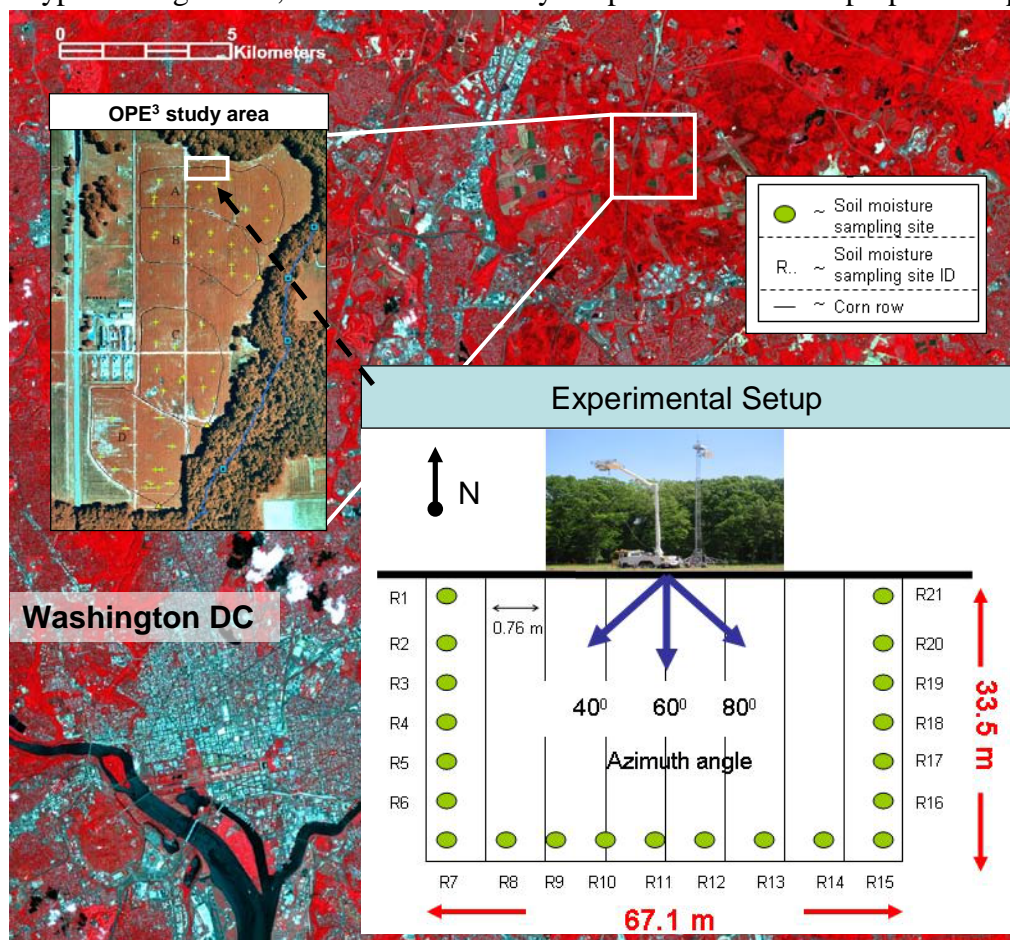 0 5
Kilometers
OPE³ study area
A
B
C
D
~ Soil moisture
sampling site
R.. ~ Soil moisture
sampling site ID
~ Corn row
Experimental Setup
N
Washington DC
R1 R21
0.76 m
R2 R20
R3 R19
40⁰ 60⁰ 80⁰
R4 R18
33.5 m
R5 Azimuth angle R17
R6 R16
R7 R8 R9 R10 R11 R12 R13 R14 R15
67.1 m